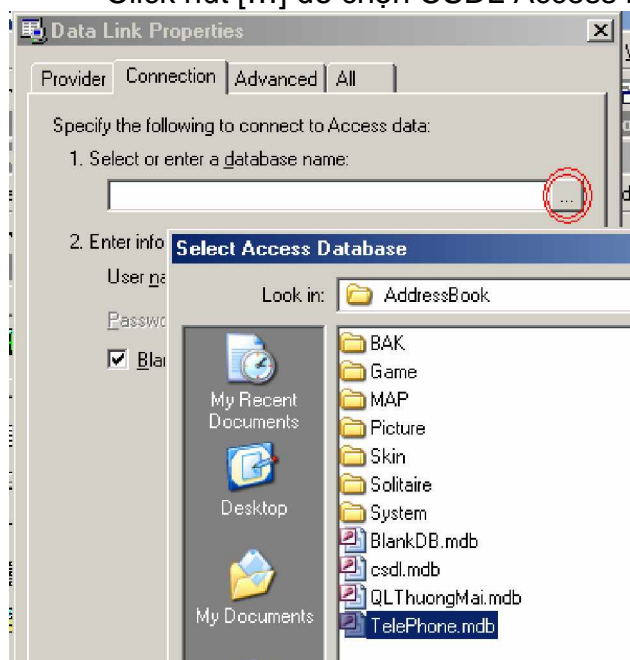 Click nút [...] để chọn CSDL Access
Data Link Properties
Provider Connection Advanced All
Specify the following to connect to Access data:
1. Select or enter a database name:
...
2. Enter info
User na
Passwo
Blan
Select Access Database
Look in: AddressBook
My Recent Documents
Desktop
My Documents
BAK
Game
MAP
Picture
Skin
Solitaire
System
BlankDB.mdb
csdl.mdb
QLThuongMai.mdb
TelePhone.mdb